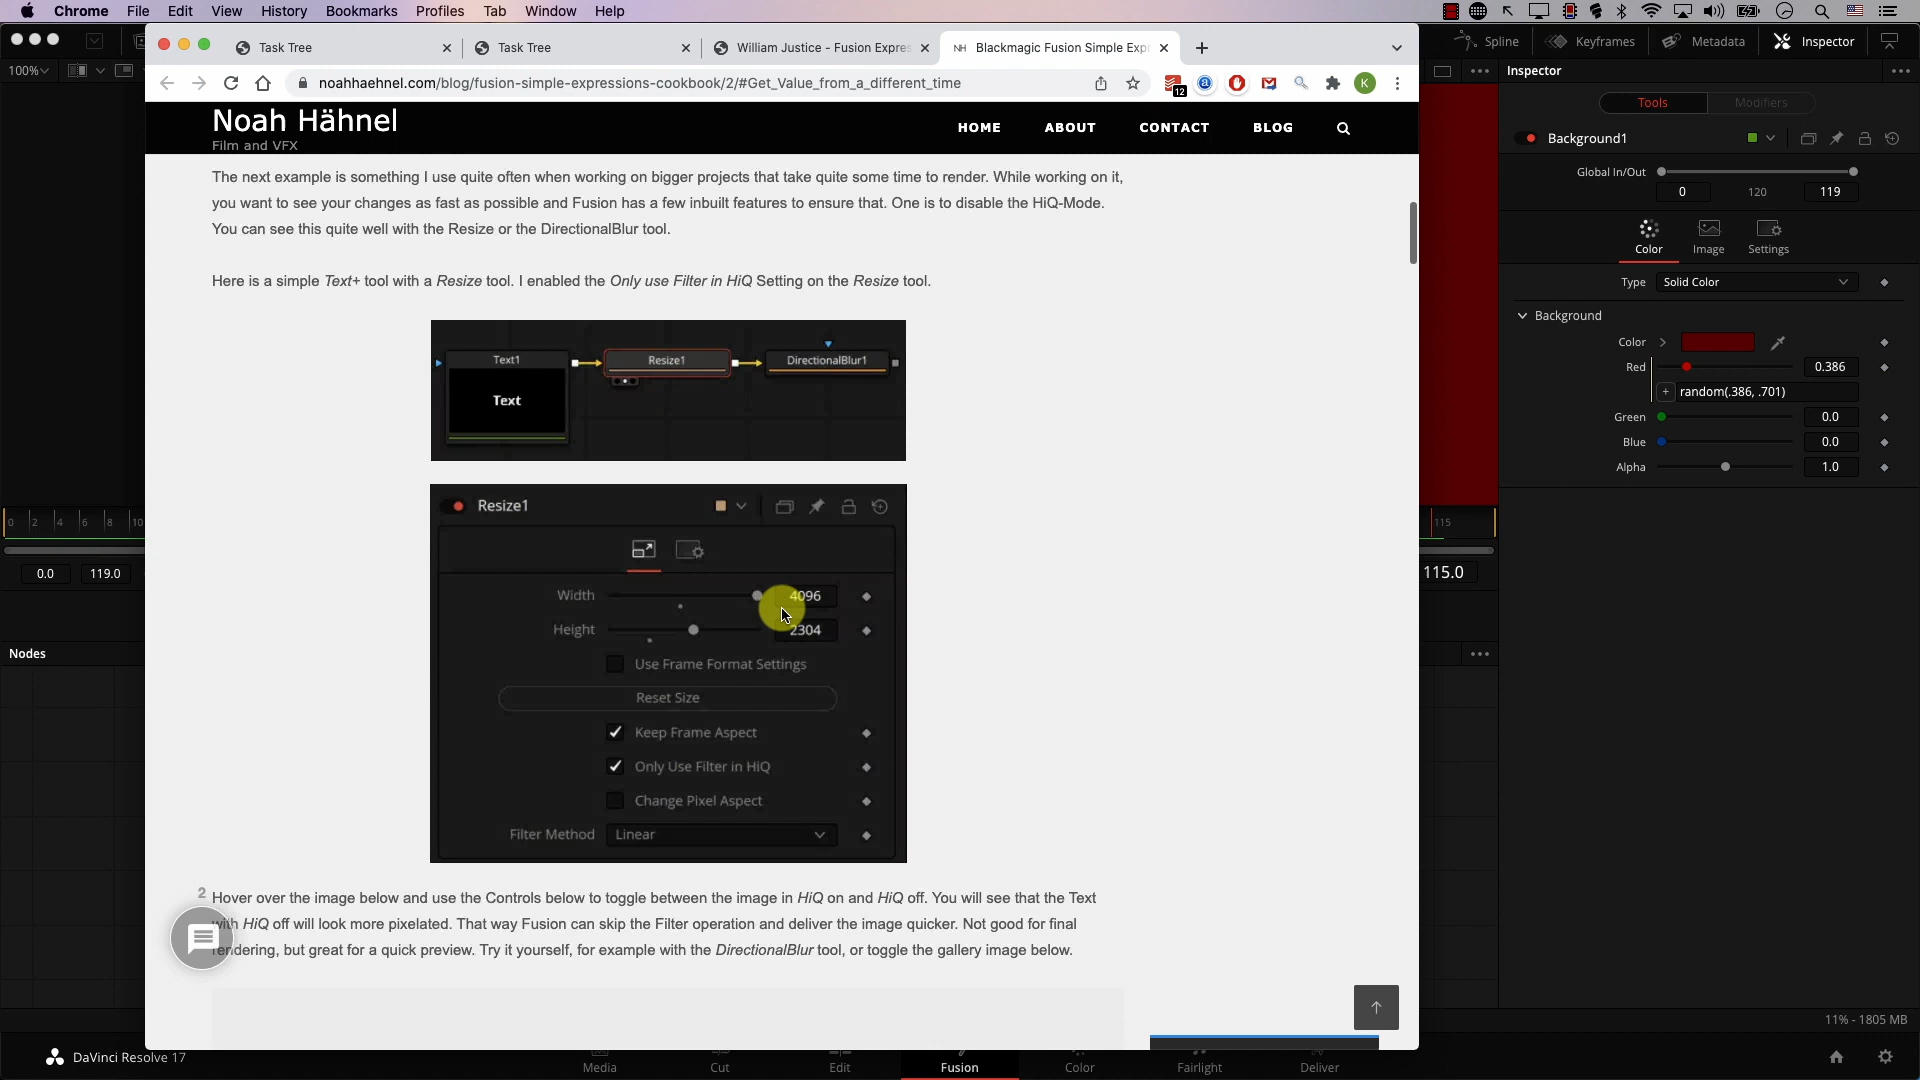 Chrome File Edit View History Bookmarks Profiles Tab Window Help
Task Tree
Task Tree
William Justice - Fusion Expres
NH Blackmagic Fusion Simple Exp
noahhaehnel.com/blog/fusion-simple-expressions-cookbook/2/#Get_Value_from_a_different_time
12
K
Noah Hähnel
Film and VFX
HOME ABOUT CONTACT BLOG
The next example is something I use quite often when working on bigger projects that take quite some time to render. While working on it,
you want to see your changes as fast as possible and Fusion has a few inbuilt features to ensure that. One is to disable the HiQ-Mode.
You can see this quite well with the Resize or the DirectionalBlur tool.
Here is a simple Text+ tool with a Resize tool. I enabled the Only use Filter in HiQ Setting on the Resize tool.
Text1 Resize1 DirectionalBlur1
Text
Resize1
Width 4096
Height 2304
Use Frame Format Settings
Reset Size
Keep Frame Aspect
Only Use Filter in HiQ
Change Pixel Aspect
Filter Method Linear
2
Hover over the image below and use the Controls below to toggle between the image in HiQ on and HiQ off. You will see that the Text
with HiQ off will look more pixelated. That way Fusion can skip the Filter operation and deliver the image quicker. Not good for final
rendering, but great for a quick preview. Try it yourself, for example with the DirectionalBlur tool, or toggle the gallery image below.
100%
0 2 4 6 8 10
0.0 119.0
Nodes
115
115.0
Spline Keyframes Metadata Inspector
Inspector
Tools Modifiers
Background1
Global In/Out
0 120 119
Color Image Settings
Type Solid Color
Background
Color
Red 0.386
+ random(.386, .701)
Green 0.0
Blue 0.0
Alpha 1.0
11% - 1805 MB
DaVinci Resolve 17
Media Cut Edit Fusion Color Fairlight Deliver